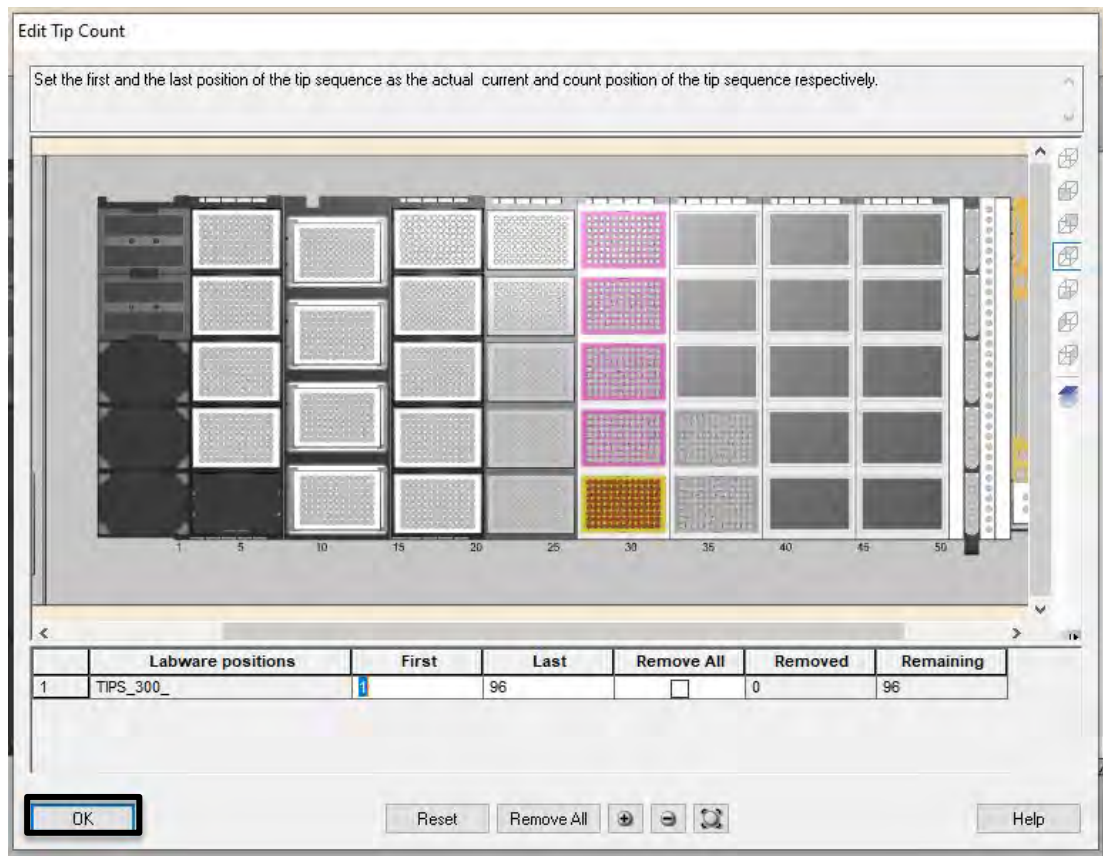 Edit Tip Count
Set the first and the last position of the tip sequence as the actual current and count position of the tip sequence respectively.
1 5 10 15 20 25 30 35 40 45 50
Labware positions First Last Remove All Removed Remaining
1 TIPS_300_ 1 96 0 96
OK Reset Remove All Help